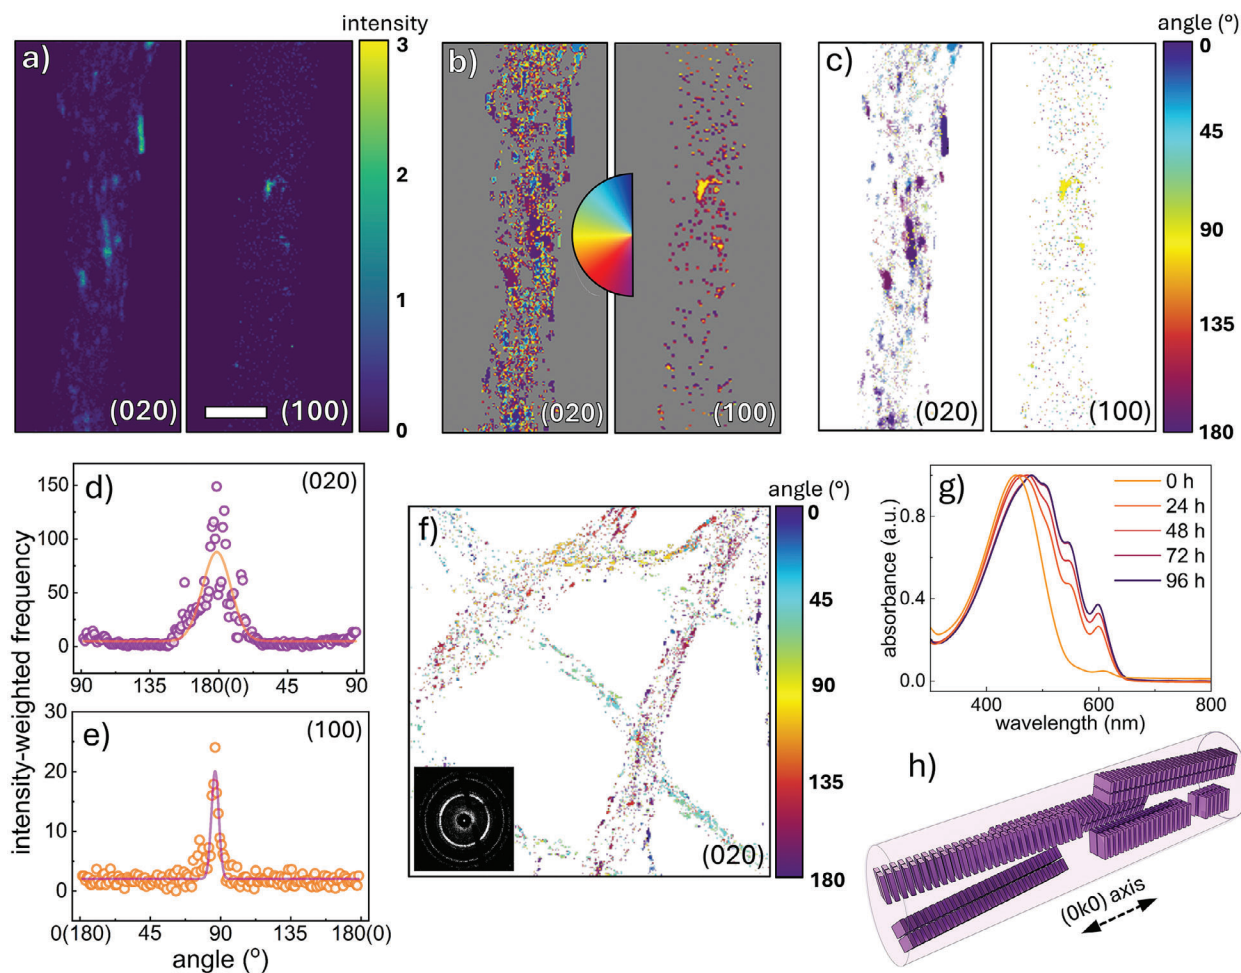 intensity
a)
3
2
1
0
(020)
(100)
b)
(020)
(100)
angle (°)
c)
0
45
90
135
180
(020)
(100)
intensity-weighted frequency
d)
(020)
150
100
50
0
90
135
180(0)
45
90
e)
(100)
30
20
10
0
0(180)
45
90
135
180(0)
angle (°)
angle (°)
f)
0
45
90
135
180
(020)
g)
0 h
24 h
48 h
72 h
96 h
absorbance (a.u.)
0.8
0.4
0.0
400
600
800
wavelength (nm)
h)
(0k0) axis